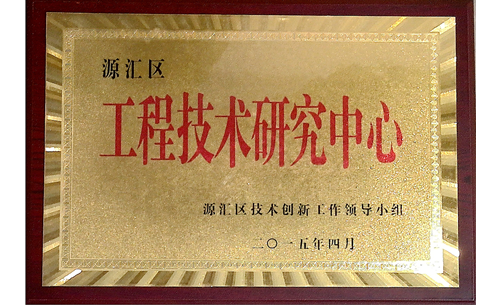 源汇区
工程技术研究中心
源汇区技术创新工作领导小组
二〇一五年四月